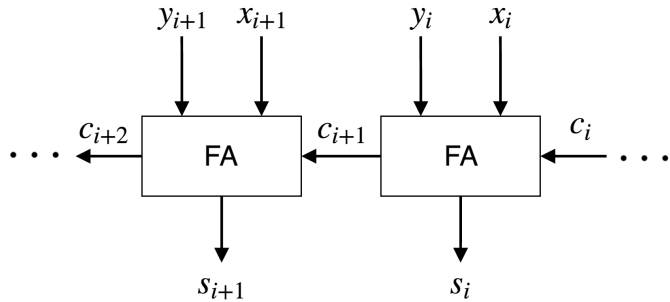 y_{i+1} x_{i+1} y_i x_i
c_{i+2} c_{i+1} c_i
· · · FA FA · · ·
s_{i+1} s_i